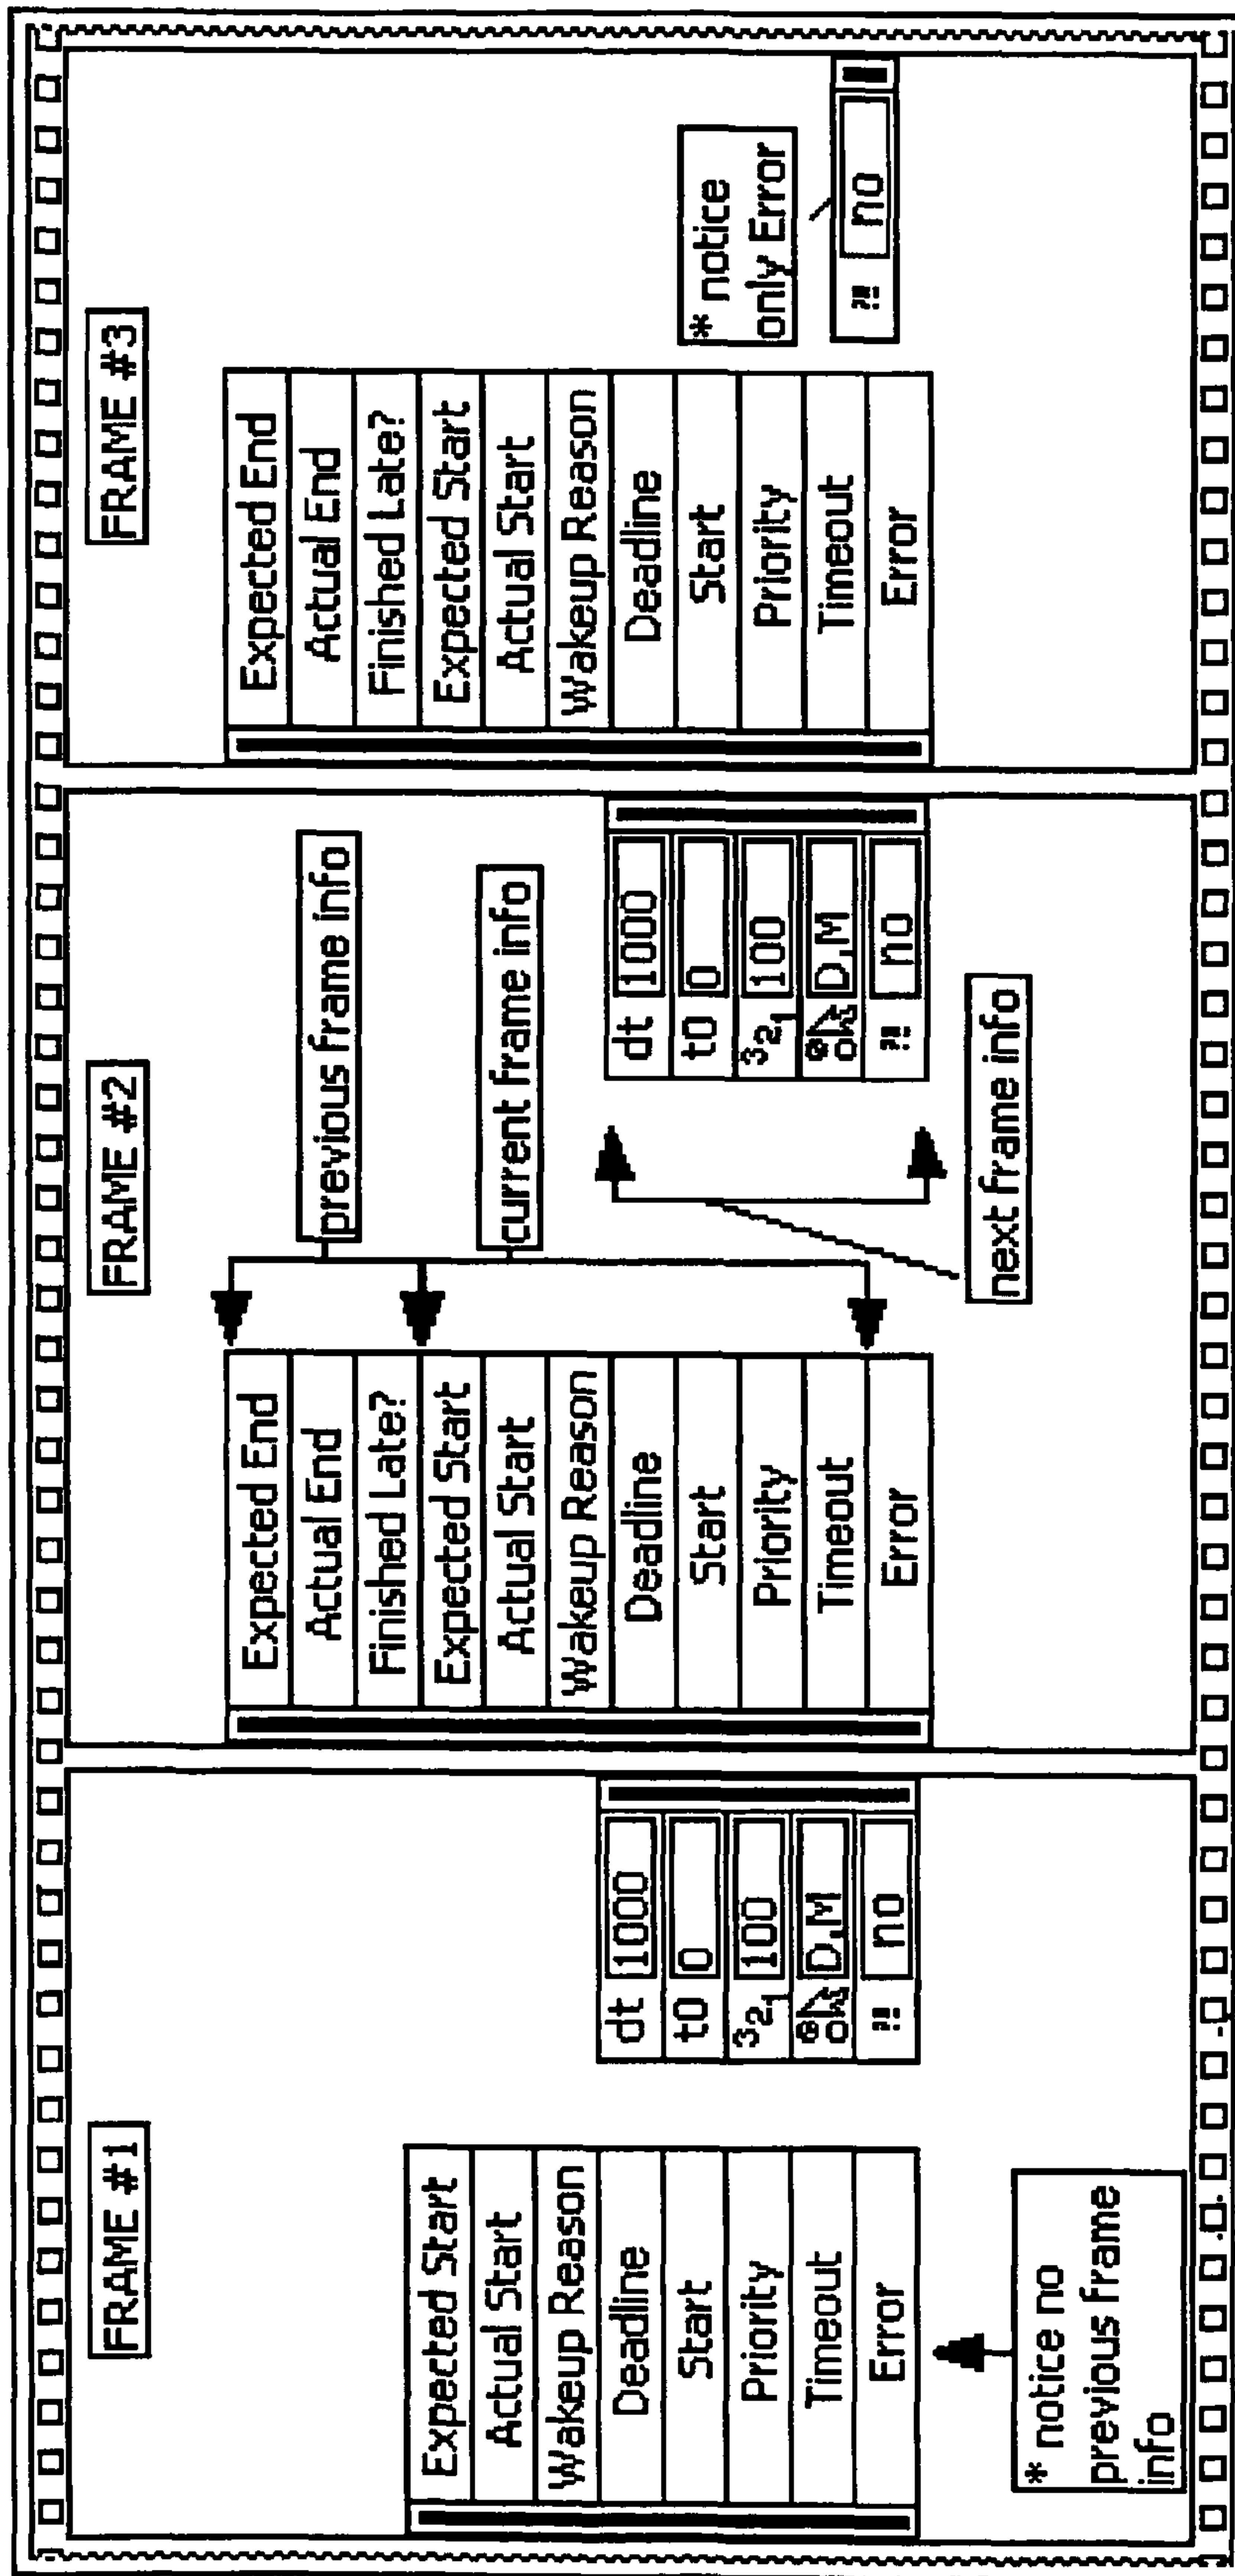 FRAME #1
Expected Start
Actual Start
Wakeup Reason
Deadline
Start
Priority
Timeout
Error
* notice no
previous frame
info
dt 1000
t0 0
321 100
D,M
?! no
FRAME #2
Expected End
Actual End
Finished Late?
Expected Start
Actual Start
Wakeup Reason
Deadline
Start
Priority
Timeout
Error
previous frame info
current frame info
dt 1000
t0 0
321 100
D,M
?! no
next frame info
FRAME #3
Expected End
Actual End
Finished Late?
Expected Start
Actual Start
Wakeup Reason
Deadline
Start
Priority
Timeout
Error
* notice
only Error
?! no